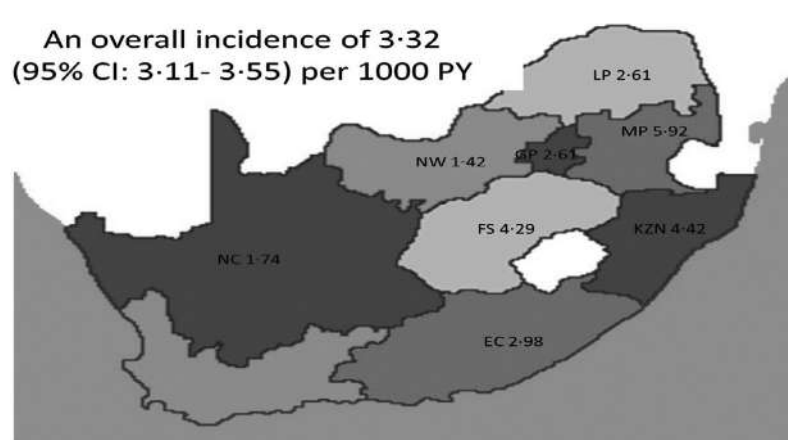 An overall incidence of 3·32
(95% CI: 3·11- 3·55) per 1000 PY
LP 2·61
MP 5·92
NW 1·42
GP 2·61
FS 4·29
KZN 4·42
NC 1·74
EC 2·98